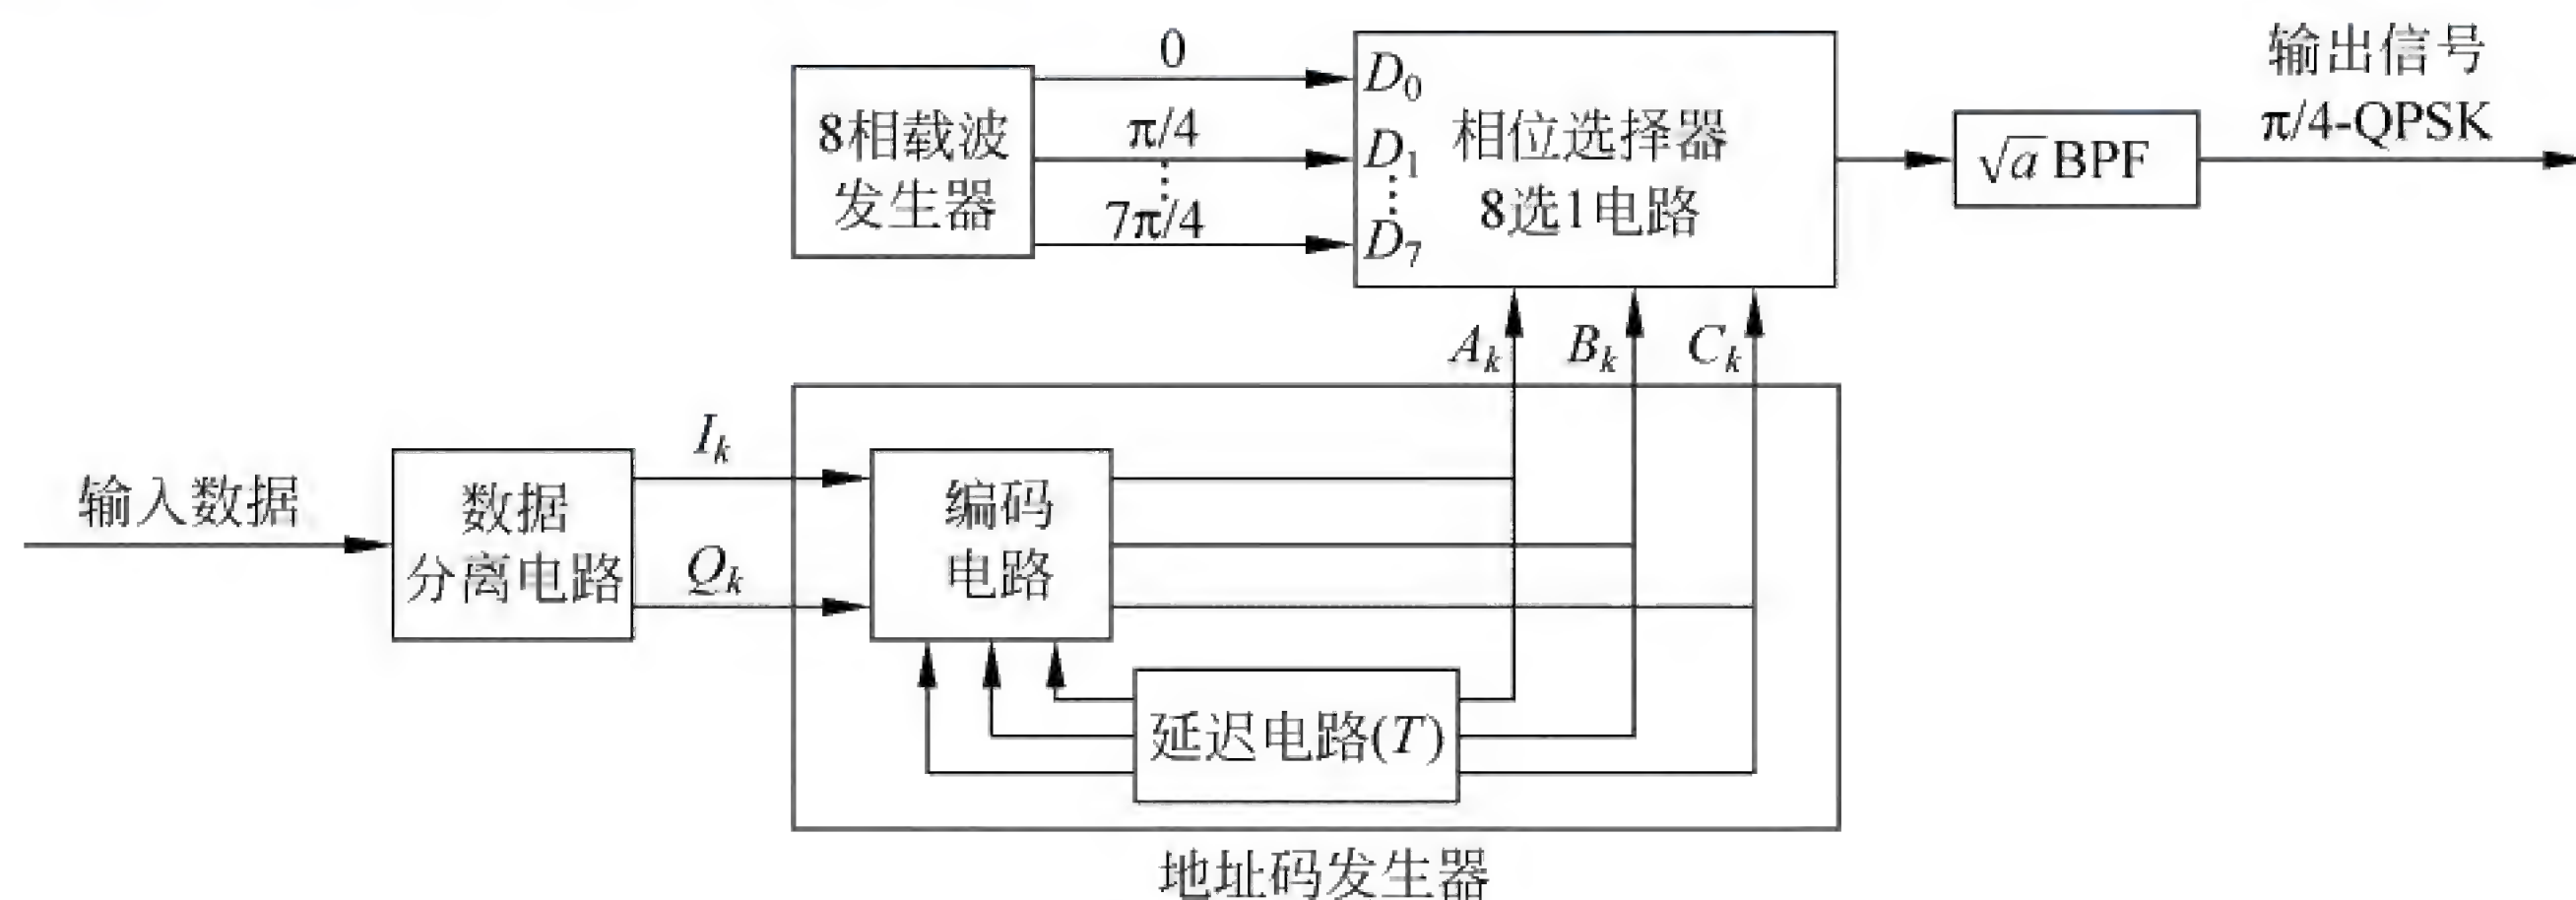 0
8相载波
发生器
π/4
7π/4
D₀
D₁
D₇
相位选择器
8选1电路
√a BPF
输出信号
π/4-QPSK
Aₖ
Bₖ
Cₖ
输入数据
数据
分离电路
Iₖ
Qₖ
编码
电路
延迟电路(T)
地址码发生器